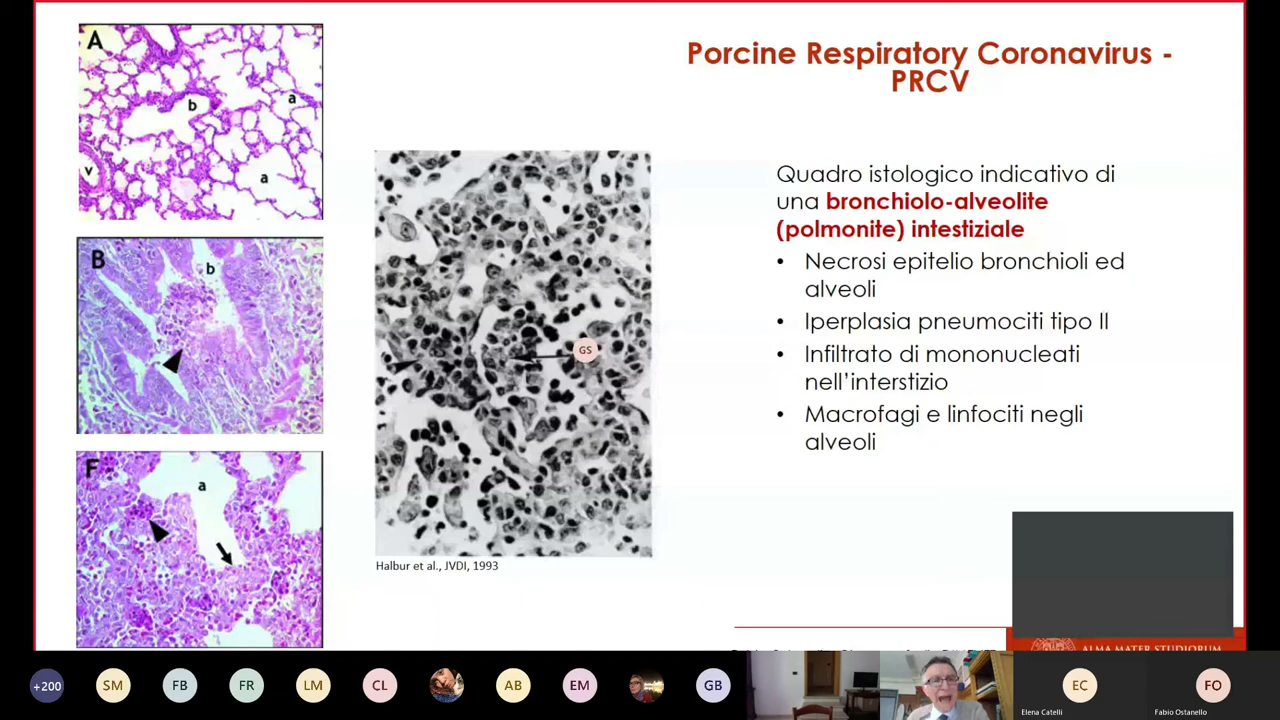 A
b
a
a
v
B
b
F
a
GS
Halbur et al., JVDI, 1993
Porcine Respiratory Coronavirus -
PRCV
Quadro istologico indicativo di
una bronchiolo-alveolite
(polmonite) intestiziale
• Necrosi epitelio bronchioli ed
alveoli
• Iperplasia pneumociti tipo II
• Infiltrato di mononucleati
nell'interstizio
• Macrofagi e linfociti negli
alveoli
ALMA MATER STUDIORUM
+200
SM
FB
FR
LM
CL
AB
EM
GB
EC
FO
Elena Catelli
Fabio Ostanello